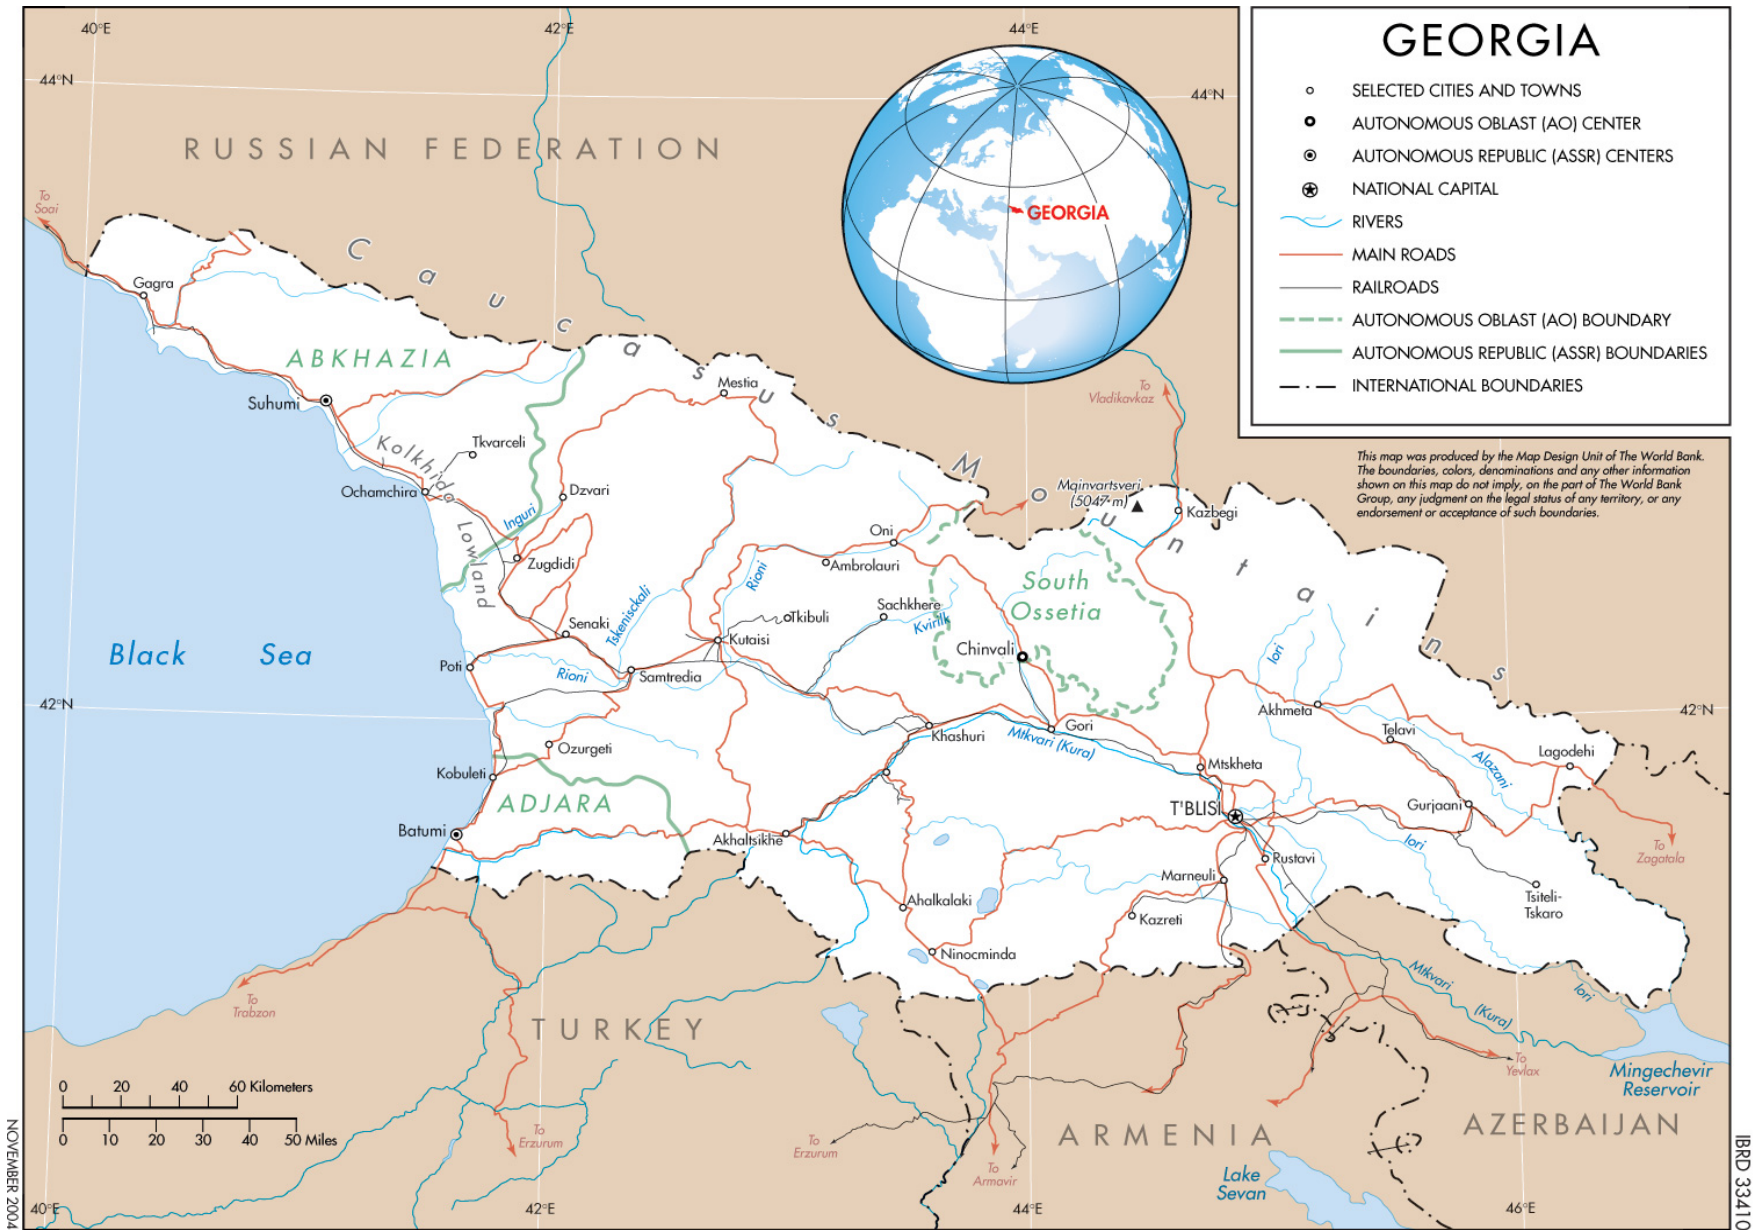 40°E
42°E
44°E
GEORGIA
SELECTED CITIES AND TOWNS
AUTONOMOUS OBLAST (AO) CENTER
AUTONOMOUS REPUBLIC (ASSR) CENTERS
NATIONAL CAPITAL
RIVERS
MAIN ROADS
RAILROADS
AUTONOMOUS OBLAST (AO) BOUNDARY
AUTONOMOUS REPUBLIC (ASSR) BOUNDARIES
INTERNATIONAL BOUNDARIES
This map was produced by the Map Design Unit of The World Bank.
The boundaries, colors, denominations and any other information
shown on this map do not imply, on the part of The World Bank
Group, any judgment on the legal status of any territory, or any
endorsement or acceptance of such boundaries.
44°N
44°N
RUSSIAN FEDERATION
GEORGIA
To
Soai
Caucasus Mountains
Gagra
ABKHAZIA
Suhumi
Mestia
To
Vladikavkaz
Kolkhida
Lowland
Tkvarceli
Ochamchira
Dzvari
Inguri
Mqinvartsveri
(5047 m)
Kazbegi
Oni
Zugdidi
Ambrolauri
Rioni
South
Ossetia
Tskenisckali
Sachkhere
Kvirilk
Tkibuli
Senaki
Kutaisi
Chinvali
Iori
Black Sea
Poti
Rioni
Samtredia
42°N
42°N
Akhmeta
Gori
Khashuri
Mtkvari (Kura)
Telavi
Lagodehi
Alazani
Ozurgeti
Kobuleti
Mtskheta
ADJARA
T'BLISI
Gurjaani
Batumi
Akhaltsikhe
Iori
To
Zagatala
Rustavi
Marneuli
Tsiteli-
Tskaro
Ahalkalaki
Kazreti
Ninocminda
Mtkvari
(Kura)
Iori
To
Trabzon
TURKEY
To
Yevlax
Mingechevir
Reservoir
0 20 40 60 Kilometers
0 10 20 30 40 50 Miles
To
Erzurum
To
Erzurum
To
Armavir
ARMENIA
AZERBAIJAN
Lake
Sevan
40°E
42°E
44°E
46°E
NOVEMBER 2004
IBRD 33410